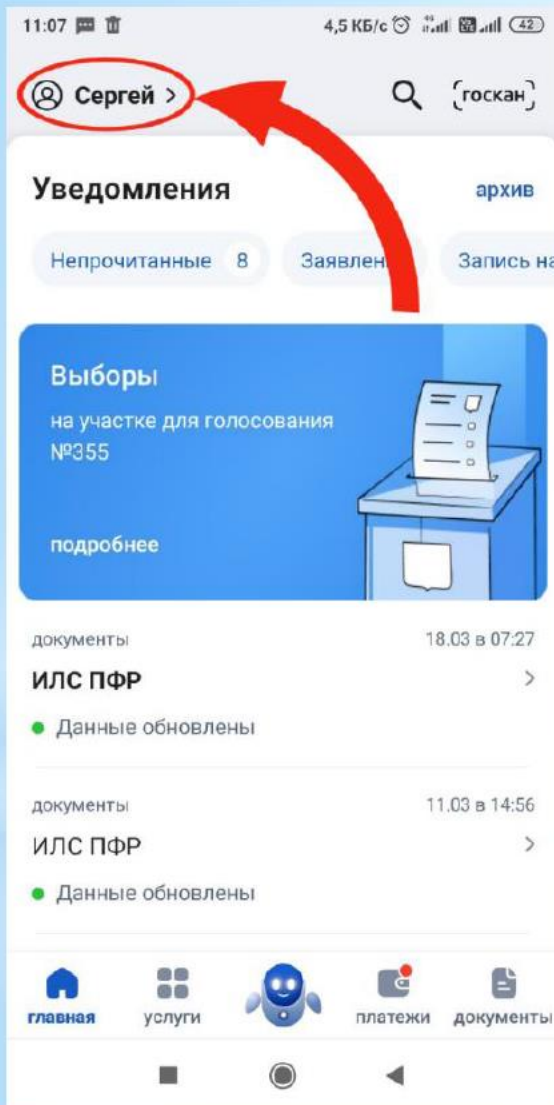 11:07 4,5 КБ/с 4G 42
Сергей > госкан
Уведомления архив
Непрочитанные 8 Запись
Выборы
на участке для голосования
№355
подробнее
документы 18.03 в 07:27
ИЛС ПФР
Данные обновлены
документы 11.03 в 14:56
ИЛС ПФР
Данные обновлены
главная услуги платежи документы